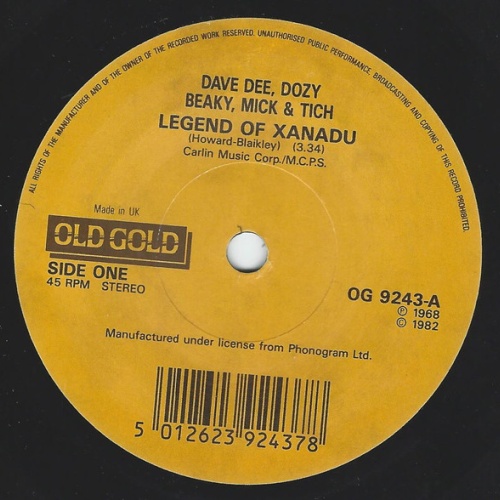 ALL RIGHTS OF THE MANUFACTURER AND OF THE OWNER OF THE RECORDED WORK RESERVED. UNAUTHORISED PUBLIC PERFORMANCE, BROADCASTING AND COPYING OF THIS RECORD PROHIBITED
DAVE DEE, DOZY
BEAKY, MICK & TICH
LEGEND OF XANADU
(Howard-Blaikley) (3.34)
Carlin Music Corp./M.C.P.S.
Made in UK
OLD GOLD
SIDE ONE
45 RPM STEREO
OG 9243-A
Ⓟ 1968
© 1982
Manufactured under license from Phonogram Ltd.
5 012623 924378